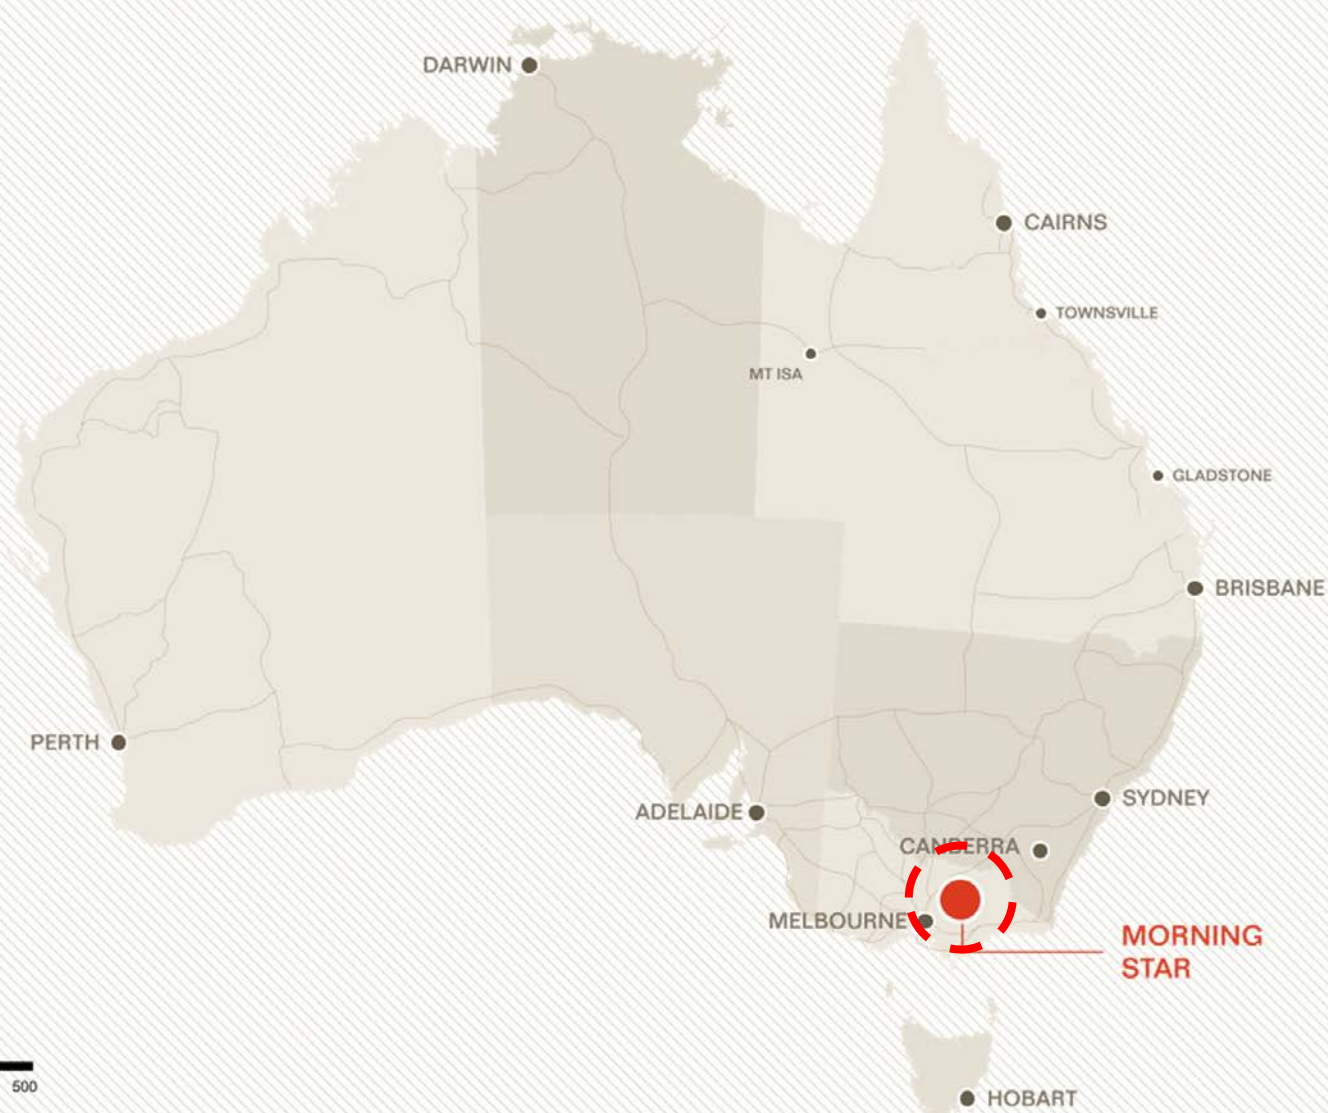 DARWIN
CAIRNS
TOWNSVILLE
MT ISA
GLADSTONE
BRISBANE
PERTH
SYDNEY
ADELAIDE
CANBERRA
MELBOURNE
MORNING
STAR
500
HOBART